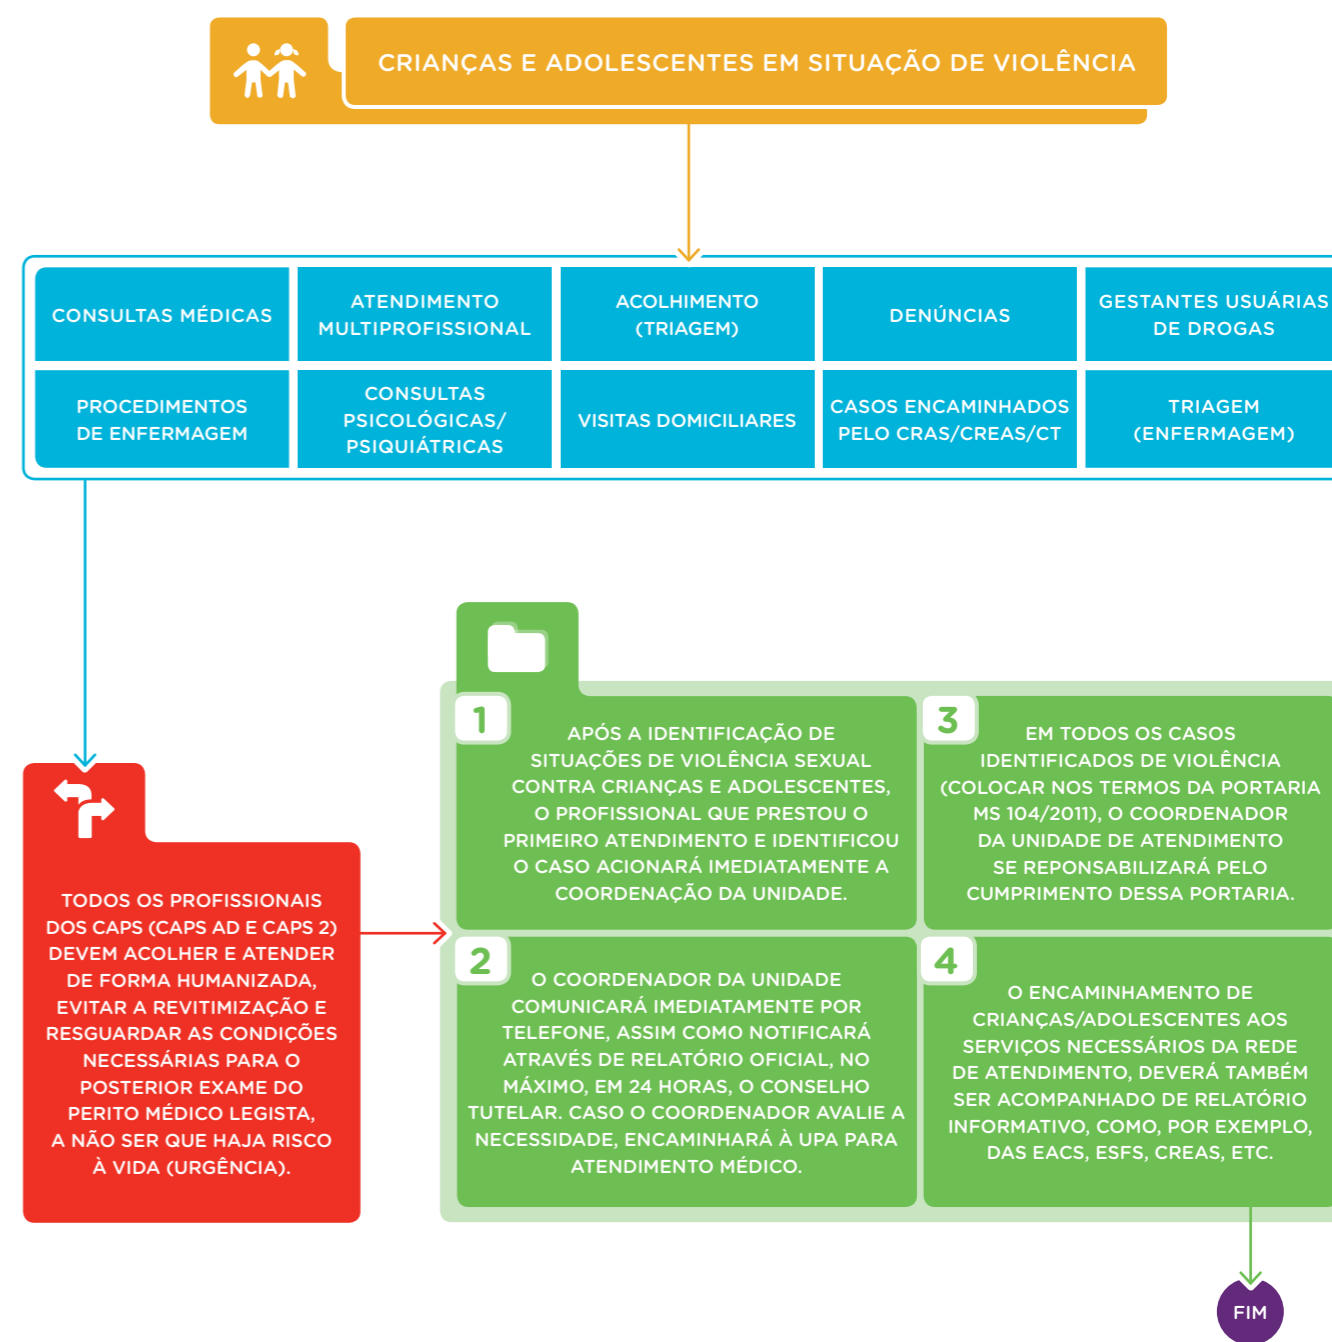 CRIANÇAS E ADOLESCENTES EM SITUAÇÃO DE VIOLÊNCIA
CONSULTAS MÉDICAS
ATENDIMENTO
MULTIPROFISSIONAL
ACOLHIMENTO
(TRIAGEM)
DENÚNCIAS
GESTANTES USUÁRIAS
DE DROGAS
PROCEDIMENTOS
DE ENFERMAGEM
CONSULTAS
PSICOLÓGICAS/
PSIQUIÁTRICAS
VISITAS DOMICILIARES
CASOS ENCAMINHADOS
PELO CRAS/CREAS/CT
TRIAGEM
(ENFERMAGEM)
TODOS OS PROFISSIONAIS
DOS CAPS (CAPS AD E CAPS 2)
DEVEM ACOLHER E ATENDER
DE FORMA HUMANIZADA,
EVITAR A REVITIMIZAÇÃO E
RESGUARDAR AS CONDIÇÕES
NECESSÁRIAS PARA O
POSTERIOR EXAME DO
PERITO MÉDICO LEGISTA,
A NÃO SER QUE HAJA RISCO
À VIDA (URGÊNCIA).
1
APÓS A IDENTIFICAÇÃO DE
SITUAÇÕES DE VIOLÊNCIA SEXUAL
CONTRA CRIANÇAS E ADOLESCENTES,
O PROFISSIONAL QUE PRESTOU O
PRIMEIRO ATENDIMENTO E IDENTIFICOU
O CASO ACIONARÁ IMEDIATAMENTE A
COORDENAÇÃO DA UNIDADE.
2
O COORDENADOR DA UNIDADE
COMUNICARÁ IMEDIATAMENTE POR
TELEFONE, ASSIM COMO NOTIFICARÁ
ATRAVÉS DE RELATÓRIO OFICIAL, NO
MÁXIMO, EM 24 HORAS, O CONSELHO
TUTELAR. CASO O COORDENADOR AVALIE A
NECESSIDADE, ENCAMINHARÁ À UPA PARA
ATENDIMENTO MÉDICO.
3
EM TODOS OS CASOS
IDENTIFICADOS DE VIOLÊNCIA
(COLOCAR NOS TERMOS DA PORTARIA
MS 104/2011), O COORDENADOR
DA UNIDADE DE ATENDIMENTO
SE REPONSABILIZARÁ PELO
CUMPRIMENTO DESSA PORTARIA.
4
O ENCAMINHAMENTO DE
CRIANÇAS/ADOLESCENTES AOS
SERVIÇOS NECESSÁRIOS DA REDE
DE ATENDIMENTO, DEVERÁ TAMBÉM
SER ACOMPANHADO DE RELATÓRIO
INFORMATIVO, COMO, POR EXEMPLO,
DAS EACS, ESFS, CREAS, ETC.
FIM